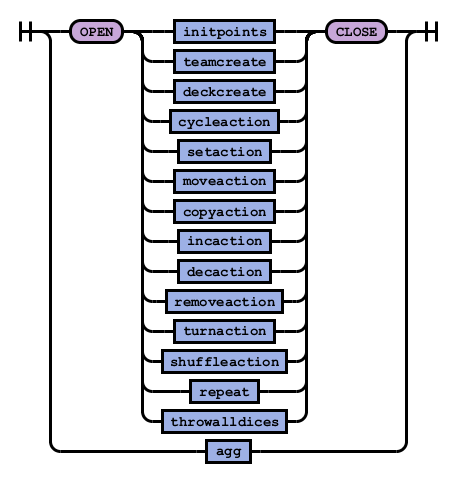 OPEN initpoints CLOSE
teamcreate
deckcreate
cycleaction
setaction
moveaction
copyaction
incaction
decaction
removeaction
turnaction
shuffleaction
repeat
throwalldices
agg